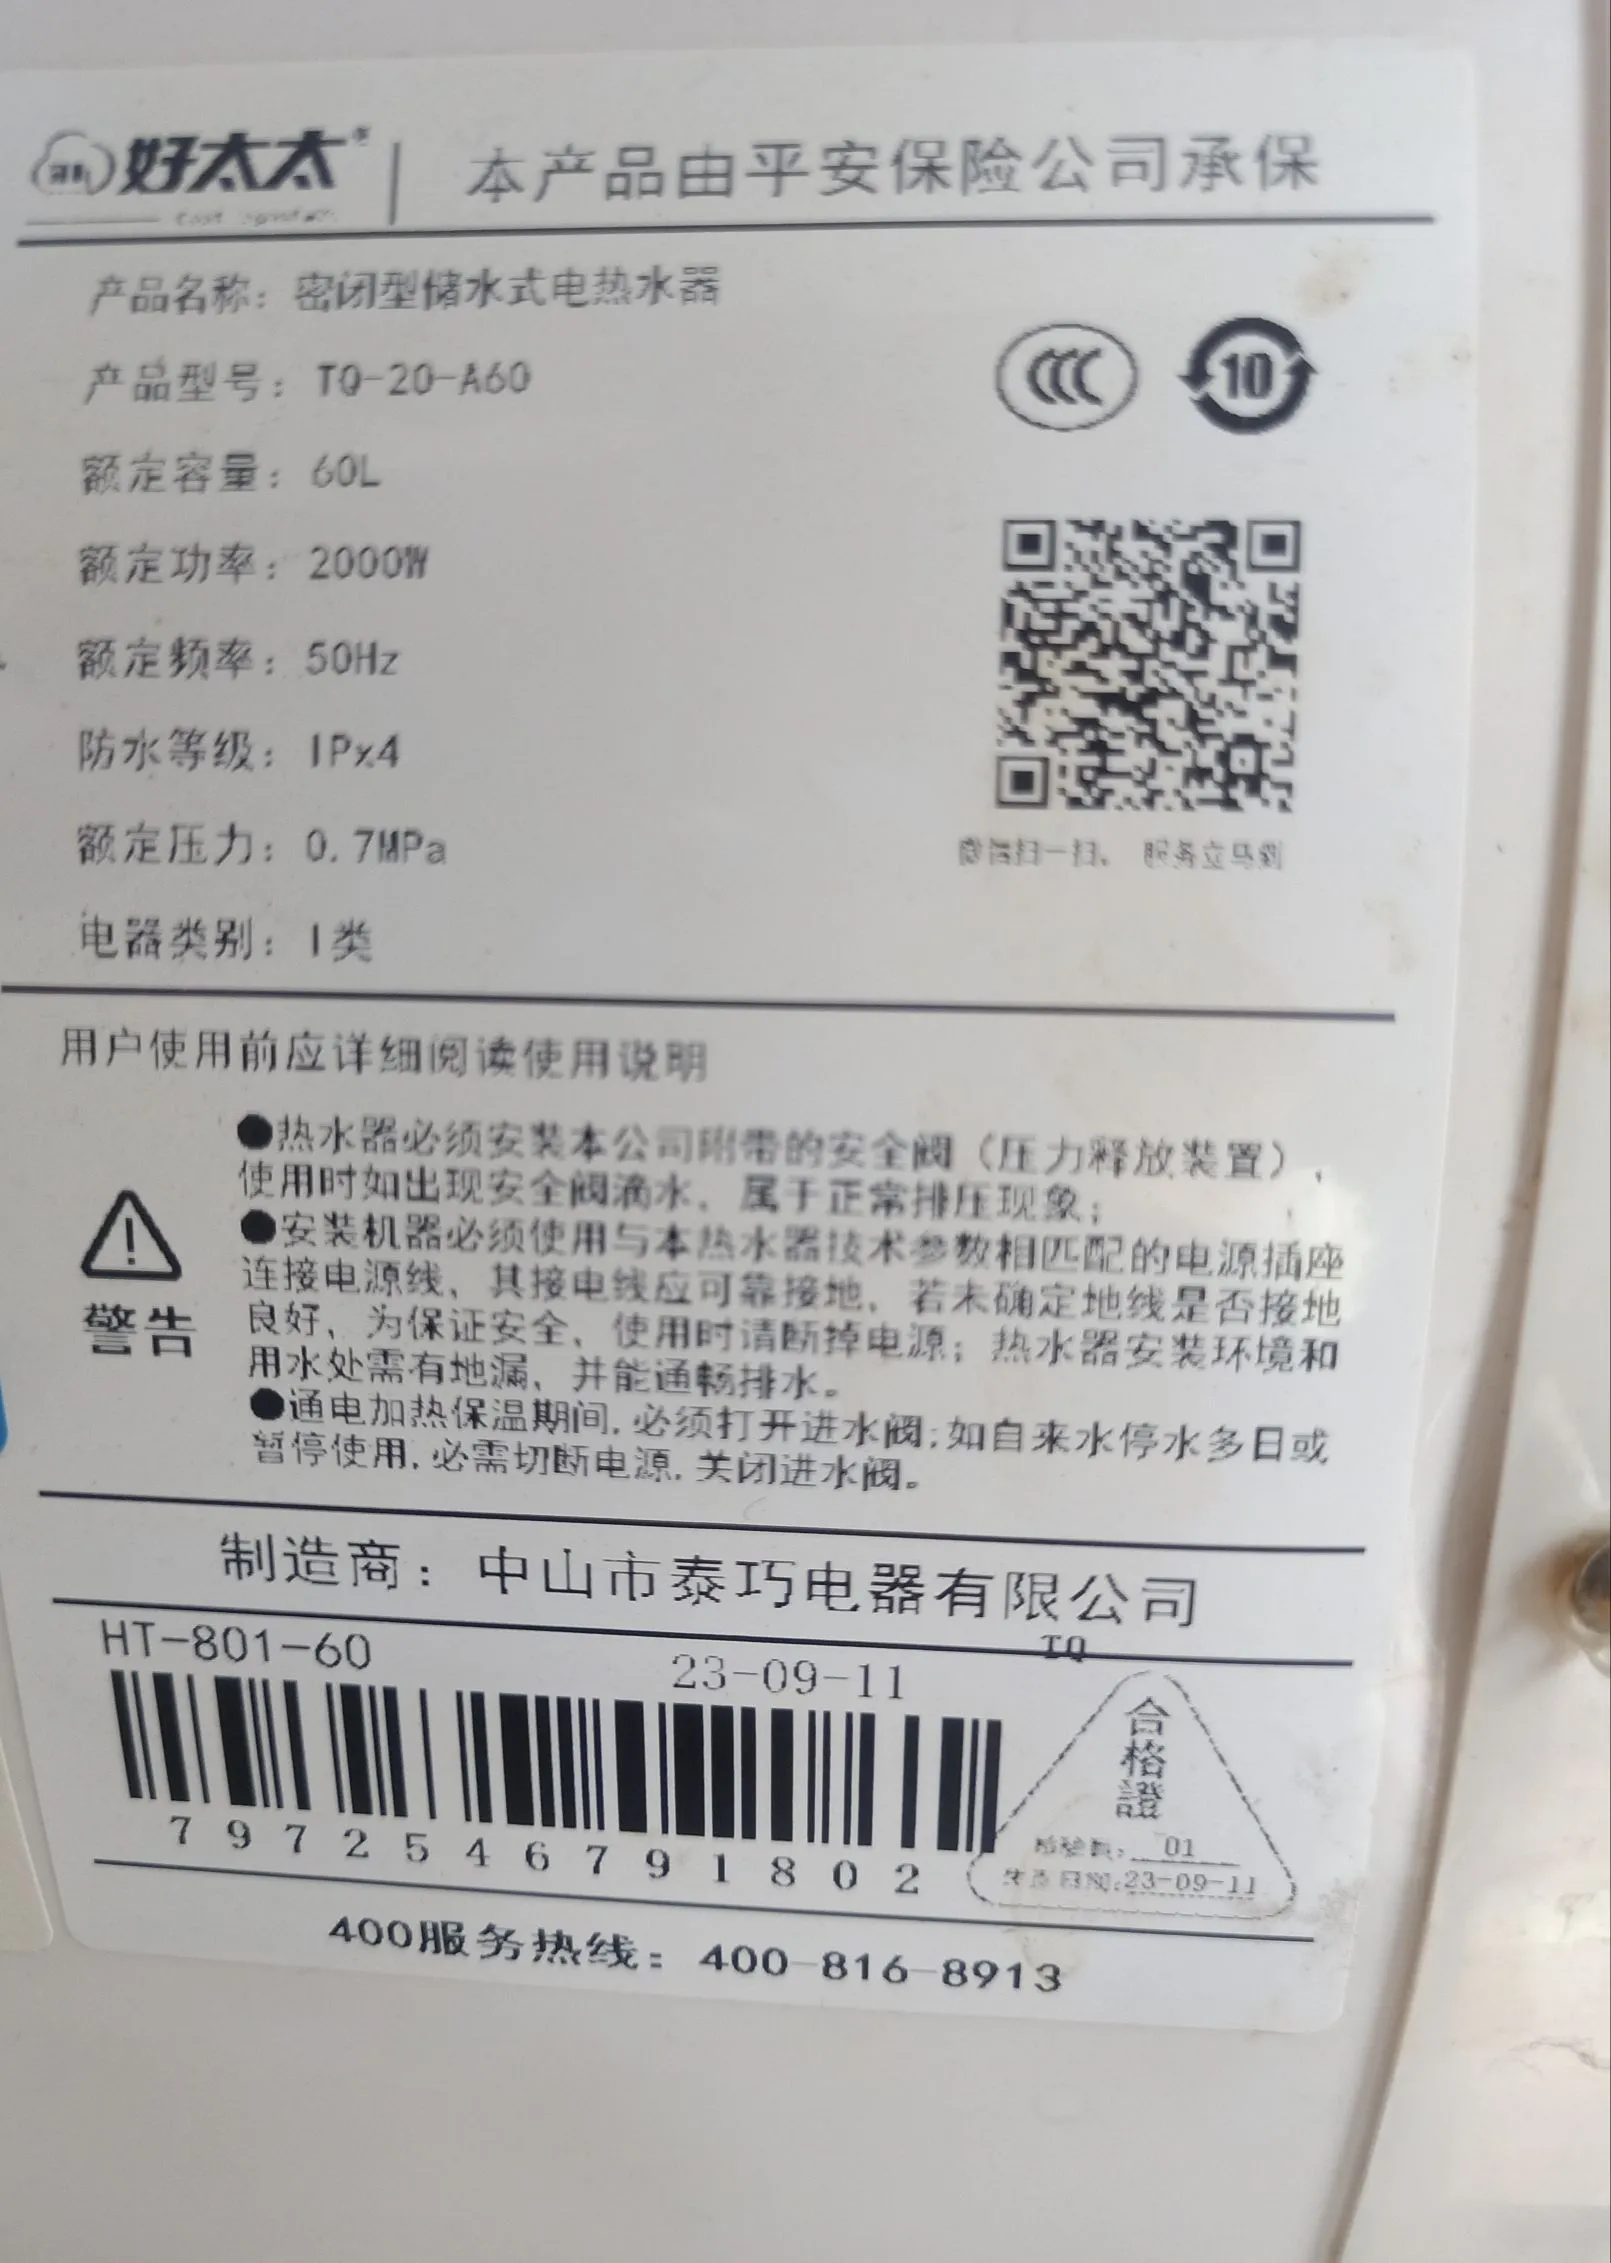 好太太
本产品由平安保险公司承保
产品名称：密闭型储水式电热水器
产品型号：TQ-20-A60
额定容量：60L
额定功率：2000W
额定频率：50Hz
防水等级：IPx4
额定压力：0.7MPa
电器类别：I类
10
扫一扫，服务立马到
用户使用前应详细阅读使用说明
警告
●热水器必须安装本公司附带的安全阀（压力释放装置），
使用时如出现安全阀滴水，属于正常排压现象；
●安装机器必须使用与本热水器技术参数相匹配的电源插座
连接电源线，其接电线应可靠接地，若未确定地线是否接地
良好，为保证安全，使用时请断掉电源；热水器安装环境和
用水处需有地漏，并能通畅排水。
●通电加热保温期间，必须打开进水阀；如自来水停水多日或
暂停使用，必需切断电源，关闭进水阀。
制造商：中山市泰巧电器有限公司
HT-801-60
23-09-11
TQ
7972546791802
合格證
检验员：01
生产日期：23-09-11
400服务热线：400-816-8913